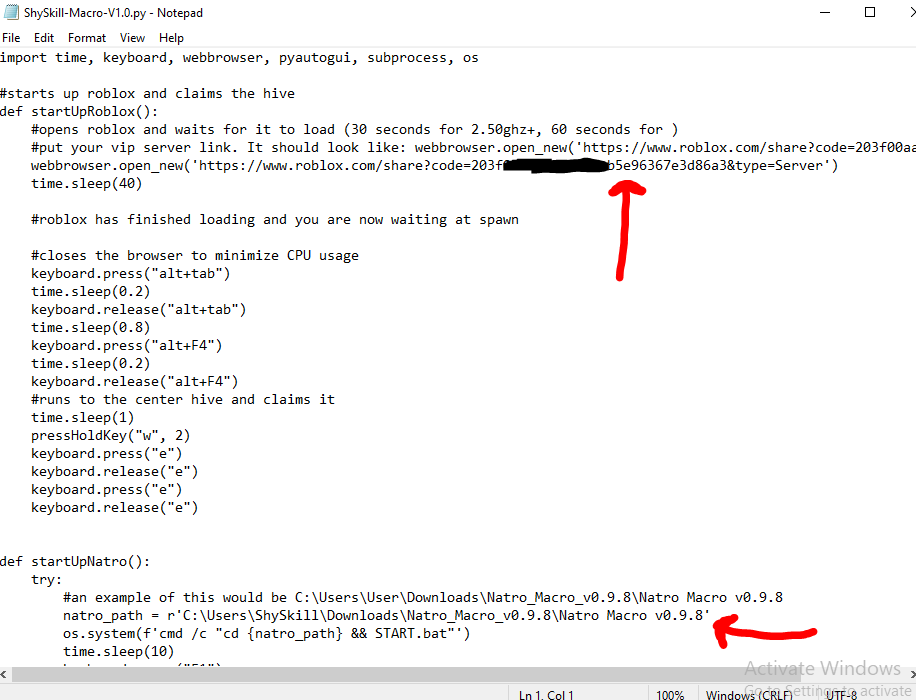 ShySkill-Macro-V1.0.py - Notepad
File Edit Format View Help
import time, keyboard, webbrowser, pyautogui, subprocess, os
#starts up roblox and claims the hive
def startUpRoblox():
#opens roblox and waits for it to load (30 seconds for 2.50ghz+, 60 seconds for )
#put your vip server link. It should look like: webbrowser.open_new('https://www.roblox.com/share?code=203f00aa
webbrowser.open_new('https://www.roblox.com/share?code=203f b5e96367e3d86a3&type=Server')
time.sleep(40)
#roblox has finished loading and you are now waiting at spawn
#closes the browser to minimize CPU usage
keyboard.press("alt+tab")
time.sleep(0.2)
keyboard.release("alt+tab")
time.sleep(0.8)
keyboard.press("alt+F4")
time.sleep(0.2)
keyboard.release("alt+F4")
#runs to the center hive and claims it
time.sleep(1)
pressHoldKey("w", 2)
keyboard.press("e")
keyboard.release("e")
keyboard.press("e")
keyboard.release("e")
def startUpNatro():
try:
#an example of this would be C:\Users\User\Downloads\Natro_Macro_v0.9.8\Natro Macro v0.9.8
natro_path = r'C:\Users\ShySkill\Downloads\Natro_Macro_v0.9.8\Natro Macro v0.9.8'
os.system(f'cmd /c "cd {natro_path} && START.bat"')
time.sleep(10)
Activate Windows
Go to Settings to activate
Ln 1, Col 1 100% Windows (CRLF) UTF-8